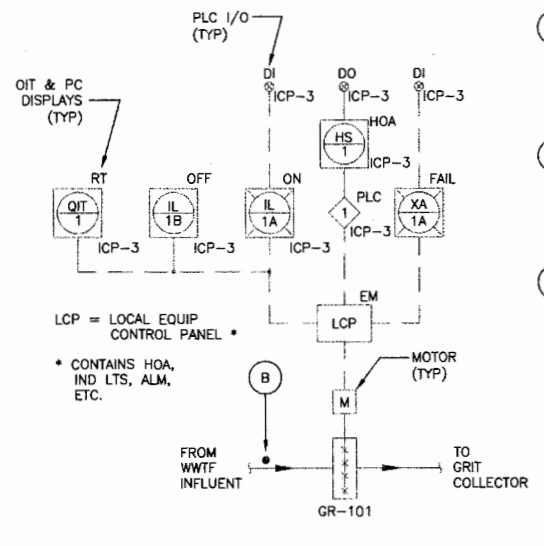 PLC I/O
(TYP)
OIT & PC
DISPLAYS
(TYP)
DI
DO
DI
ICP-3
ICP-3
ICP-3
HOA
HS
1
ICP-3
RT
OFF
ON
PLC
FAIL
QIT
1
IL
1B
IL
1A
1
XA
1A
ICP-3
ICP-3
ICP-3
ICP-3
ICP-3
EM
LCP
LCP = LOCAL EQUIP
CONTROL PANEL *
* CONTAINS HOA,
IND LTS, ALM,
ETC.
MOTOR
(TYP)
B
M
FROM
WWTF
INFLUENT
TO
GRIT
COLLECTOR
GR-101